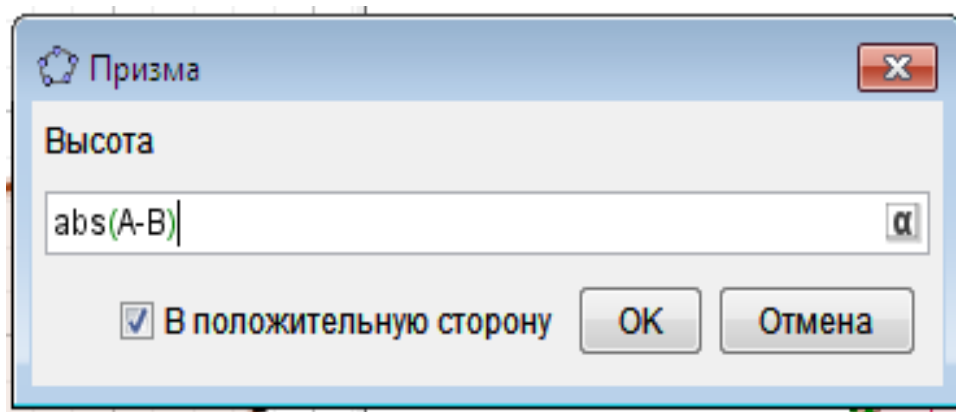 Призма
Высота
abs(A-B)
α
В положительную сторону
OK
Отмена